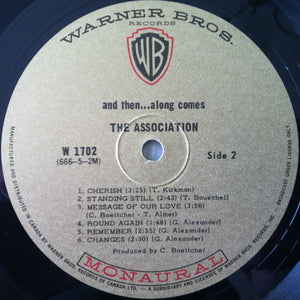 WARNER BROS.
RECORDS
WB
and then...along comes
THE ASSOCIATION
W 1702
(666-5-2M)
Side 2
1. CHERISH (3:25) (T. Kirkman)
2. STANDING STILL (2:43) (T. Bluechel)
3. MESSAGE OF OUR LOVE (3:58)
(C. Boettcher - T. Almer)
4. ROUND AGAIN (1:48) (G. Alexander)
5. REMEMBER (2:35) (G. Alexander)
6. CHANGES (2:30) (G. Alexander)
Produced by C. Boettcher
MONAURAL